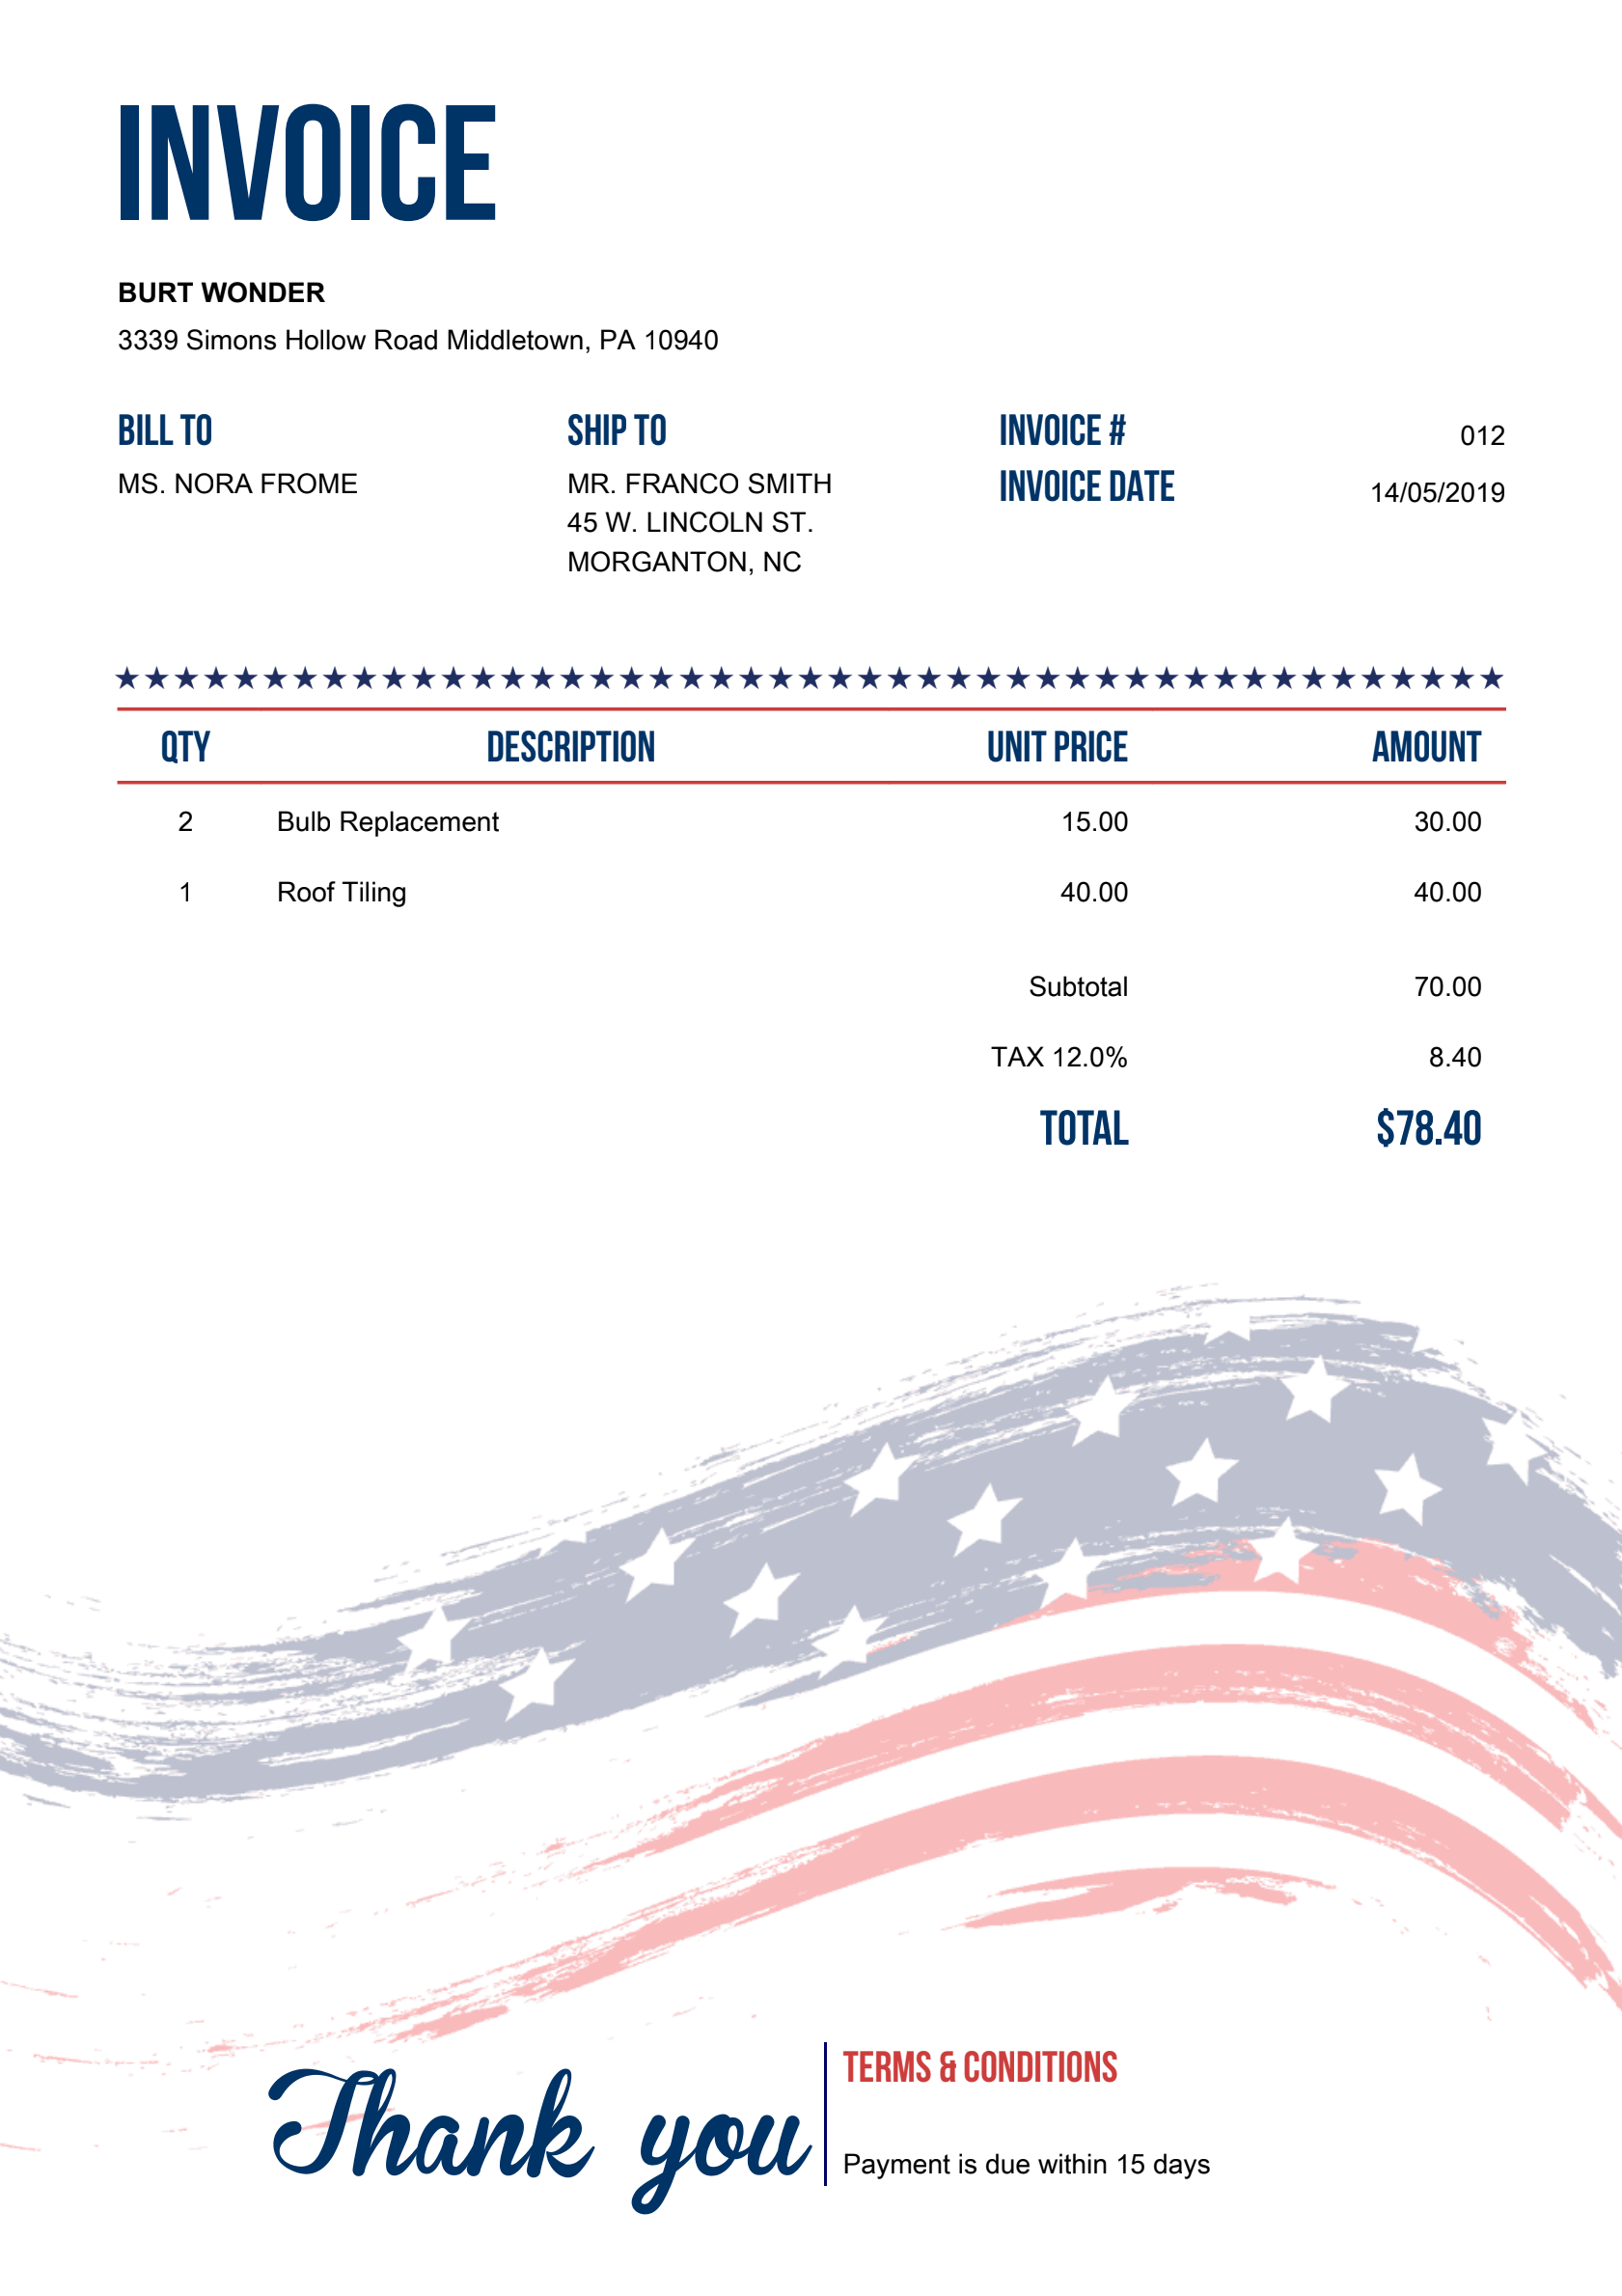 INVOICE
BURT WONDER
3339 Simons Hollow Road Middletown, PA 10940
BILL TO
MS. NORA FROME
SHIP TO
MR. FRANCO SMITH
45 W. LINCOLN ST.
MORGANTON, NC
INVOICE # 012
INVOICE DATE 14/05/2019
QTY DESCRIPTION UNIT PRICE AMOUNT
2 Bulb Replacement 15.00 30.00
1 Roof Tiling 40.00 40.00
Subtotal 70.00
TAX 12.0% 8.40
TOTAL $78.40
Thank you
TERMS & CONDITIONS
Payment is due within 15 days